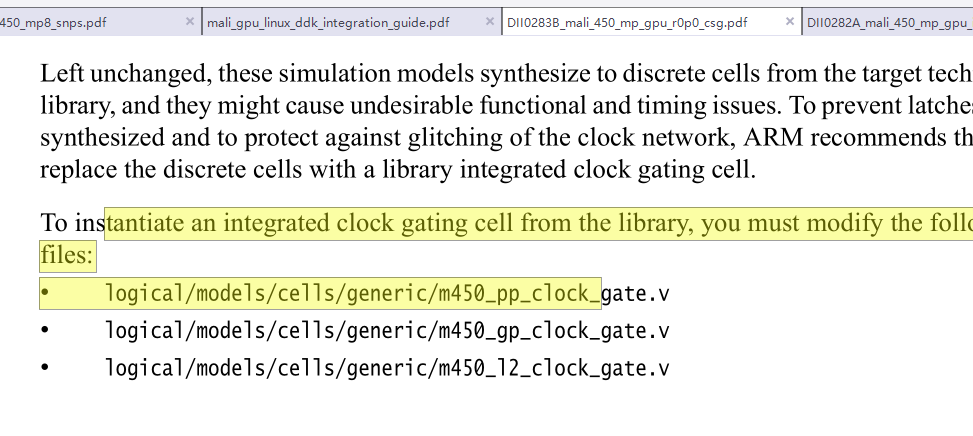 450_mp8_snps.pdf mali_gpu_linux_ddk_integration_guide.pdf DII0283B_mali_450_mp_gpu_r0p0_csg.pdf DII0282A_mali_450_mp_gpu_
Left unchanged, these simulation models synthesize to discrete cells from the target
library, and they might cause undesirable functional and timing issues. To prevent
synthesized and to protect against glitching of the clock network, ARM recommends
replace the discrete cells with a library integrated clock gating cell.
To instantiate an integrated clock gating cell from the library, you must modify the
files:
• logical/models/cells/generic/m450_pp_clock_gate.v
• logical/models/cells/generic/m450_gp_clock_gate.v
• logical/models/cells/generic/m450_l2_clock_gate.v